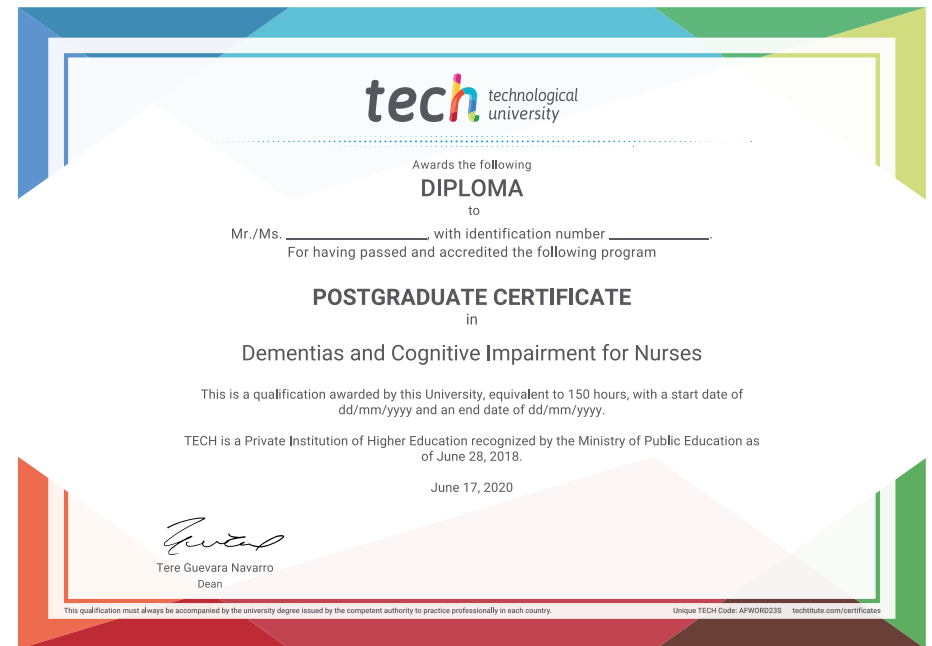 tech technological
university
Awards the following
DIPLOMA
to
Mr./Ms. ____________________, with identification number ______________.
For having passed and accredited the following program
POSTGRADUATE CERTIFICATE
in
Dementias and Cognitive Impairment for Nurses
This is a qualification awarded by this University, equivalent to 150 hours, with a start date of
dd/mm/yyyy and an end date of dd/mm/yyyy.
TECH is a Private Institution of Higher Education recognized by the Ministry of Public Education as
of June 28, 2018.
June 17, 2020
Tere Guevara Navarro
Dean
This qualification must always be accompanied by the university degree issued by the competent authority to practice professionally in each country. Unique TECH Code: AFWORD23S techtitute.com/certificates